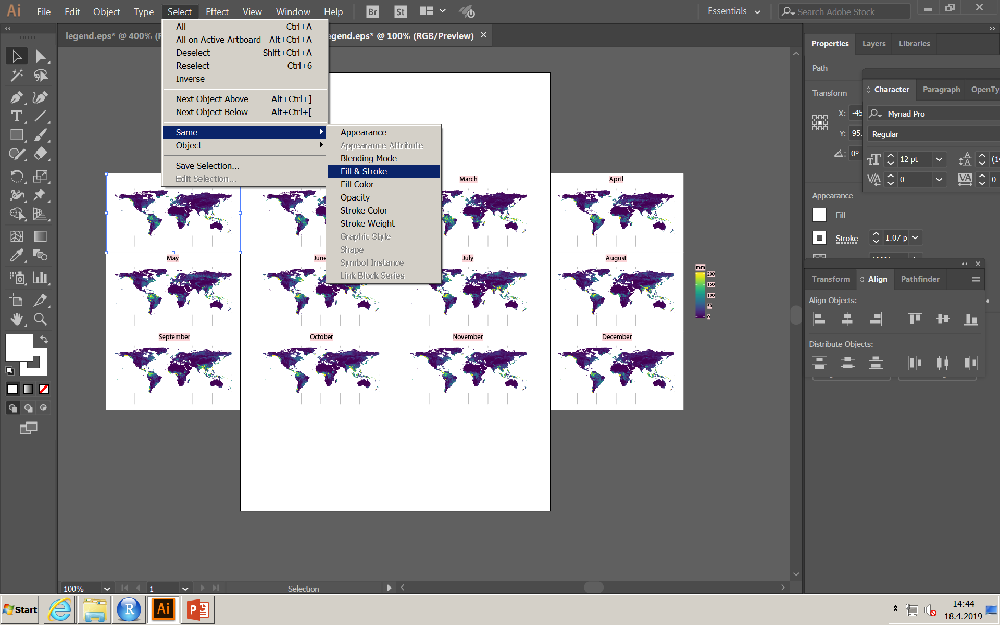 Ai File Edit Object Type Select Effect View Window Help Br St Essentials Search Adobe Stock
legend.eps* @ 400% (R
egend.eps* @ 100% (RGB/Preview) ×
All Ctrl+A
All on Active Artboard Alt+Ctrl+A
Deselect Shift+Ctrl+A
Reselect Ctrl+6
Inverse
Next Object Above Alt+Ctrl+]
Next Object Below Alt+Ctrl+[
Same
Object
Save Selection...
Edit Selection...
Appearance
Appearance Attribute
Blending Mode
Fill & Stroke
Fill Color
Opacity
Stroke Color
Stroke Weight
Graphic Style
Shape
Symbol Instance
Link Block Series
March April
May June July August
September October November December
mm
200
150
100
50
0
Properties Layers Libraries
Path
Transform
X: -45
Y: 95.
0°
Character Paragraph OpenTy
Myriad Pro
Regular
12 pt (14
0 0
Appearance
Fill
Stroke 1.07 p
Transform Align Pathfinder
Align Objects:
Distribute Objects:
100% 1 Selection
Start R Ai P
14:44
18.4.2019